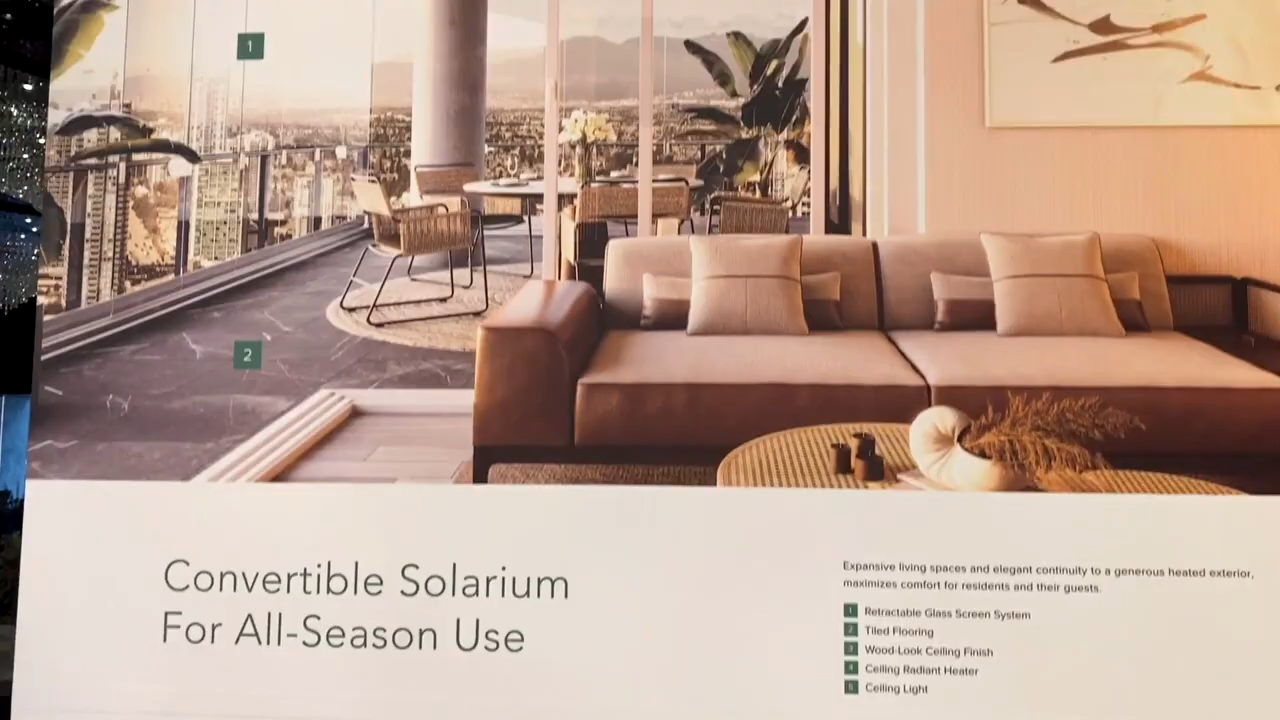 1
2
Convertible Solarium
For All-Season Use
Expansive living spaces and elegant continuity to a generous heated exterior,
maximizes comfort for residents and their guests.
1 Retractable Glass Screen System
2 Tiled Flooring
3 Wood-Look Ceiling Finish
4 Ceiling Radiant Heater
5 Ceiling Light